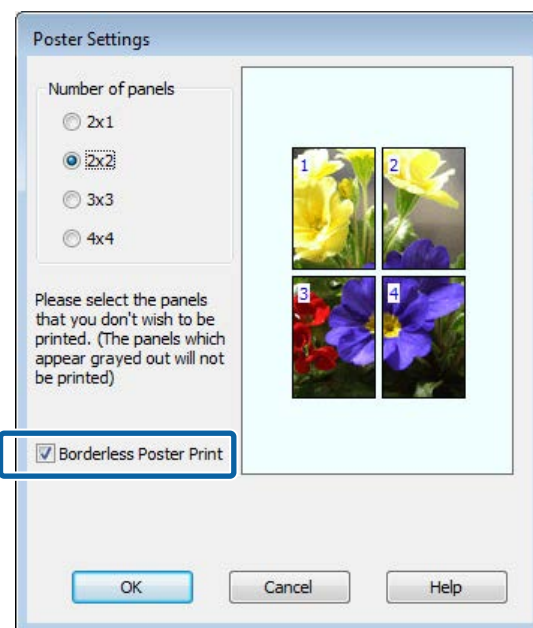 Poster Settings
Number of panels
2x1
2x2
3x3
4x4
1
2
3
4
Please select the panels
that you don't wish to be
printed. (The panels which
appear grayed out will not
be printed)
Borderless Poster Print
OK
Cancel
Help